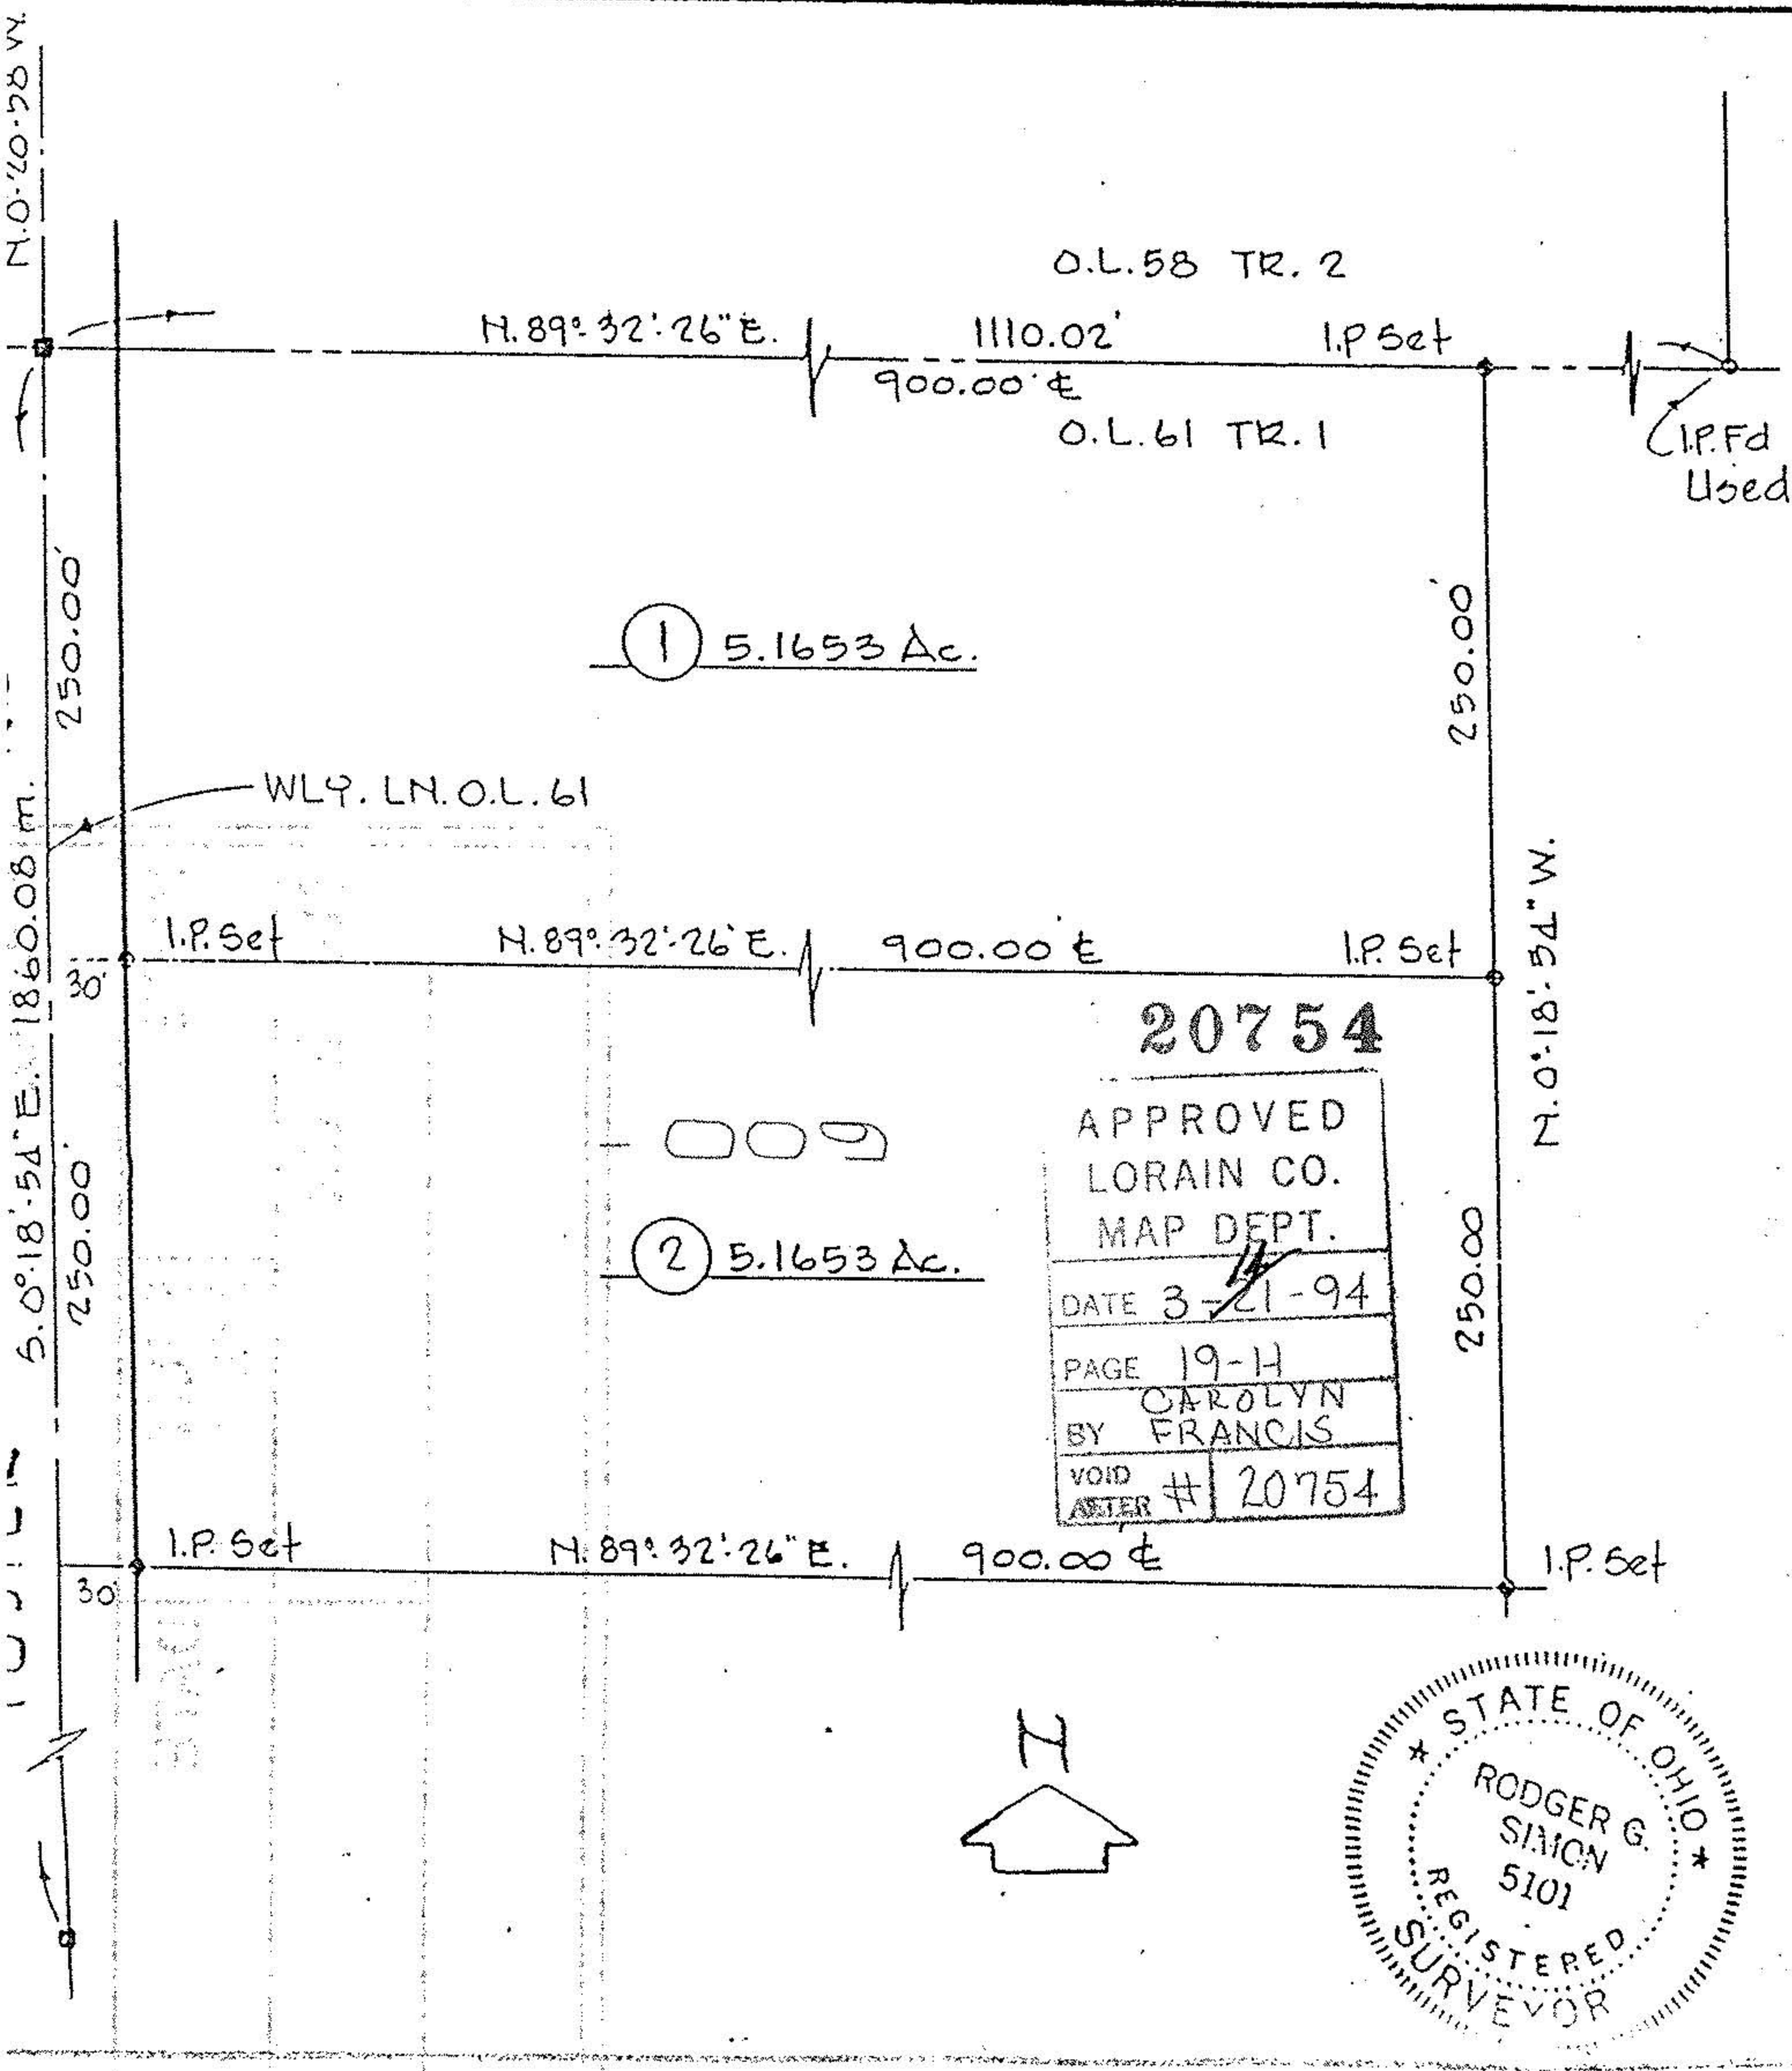 N.0°-20'-58 W.
O.L.58 TR. 2
N.89°-32'-26" E. 1110.02' I.P Set
900.00' ₵
O.L.61 TR. 1
I.P. Fd
Used
250.00'
1 5.1653 Ac.
250.00'
WLY. LN. O.L. 61
S.0°-18'-54" E. 1860.08 m.
N.0°-18'-54" W.
I.P. Set N.89°-32'-26" E. 900.00' ₵ I.P. Set
30'
20754
009
APPROVED
LORAIN CO.
MAP DEPT.
DATE 3-21-94
14
PAGE 19-H
BY CAROLYN
FRANCIS
VOID
AFTER # 20754
250.00'
2 5.1653 Ac.
250.00
I.P. Set N.89°-32'-26" E. 900.00' ₵ I.P. Set
30'
N
STATE OF OHIO
RODGER G.
SIMON
5101
REGISTERED
SURVEYOR